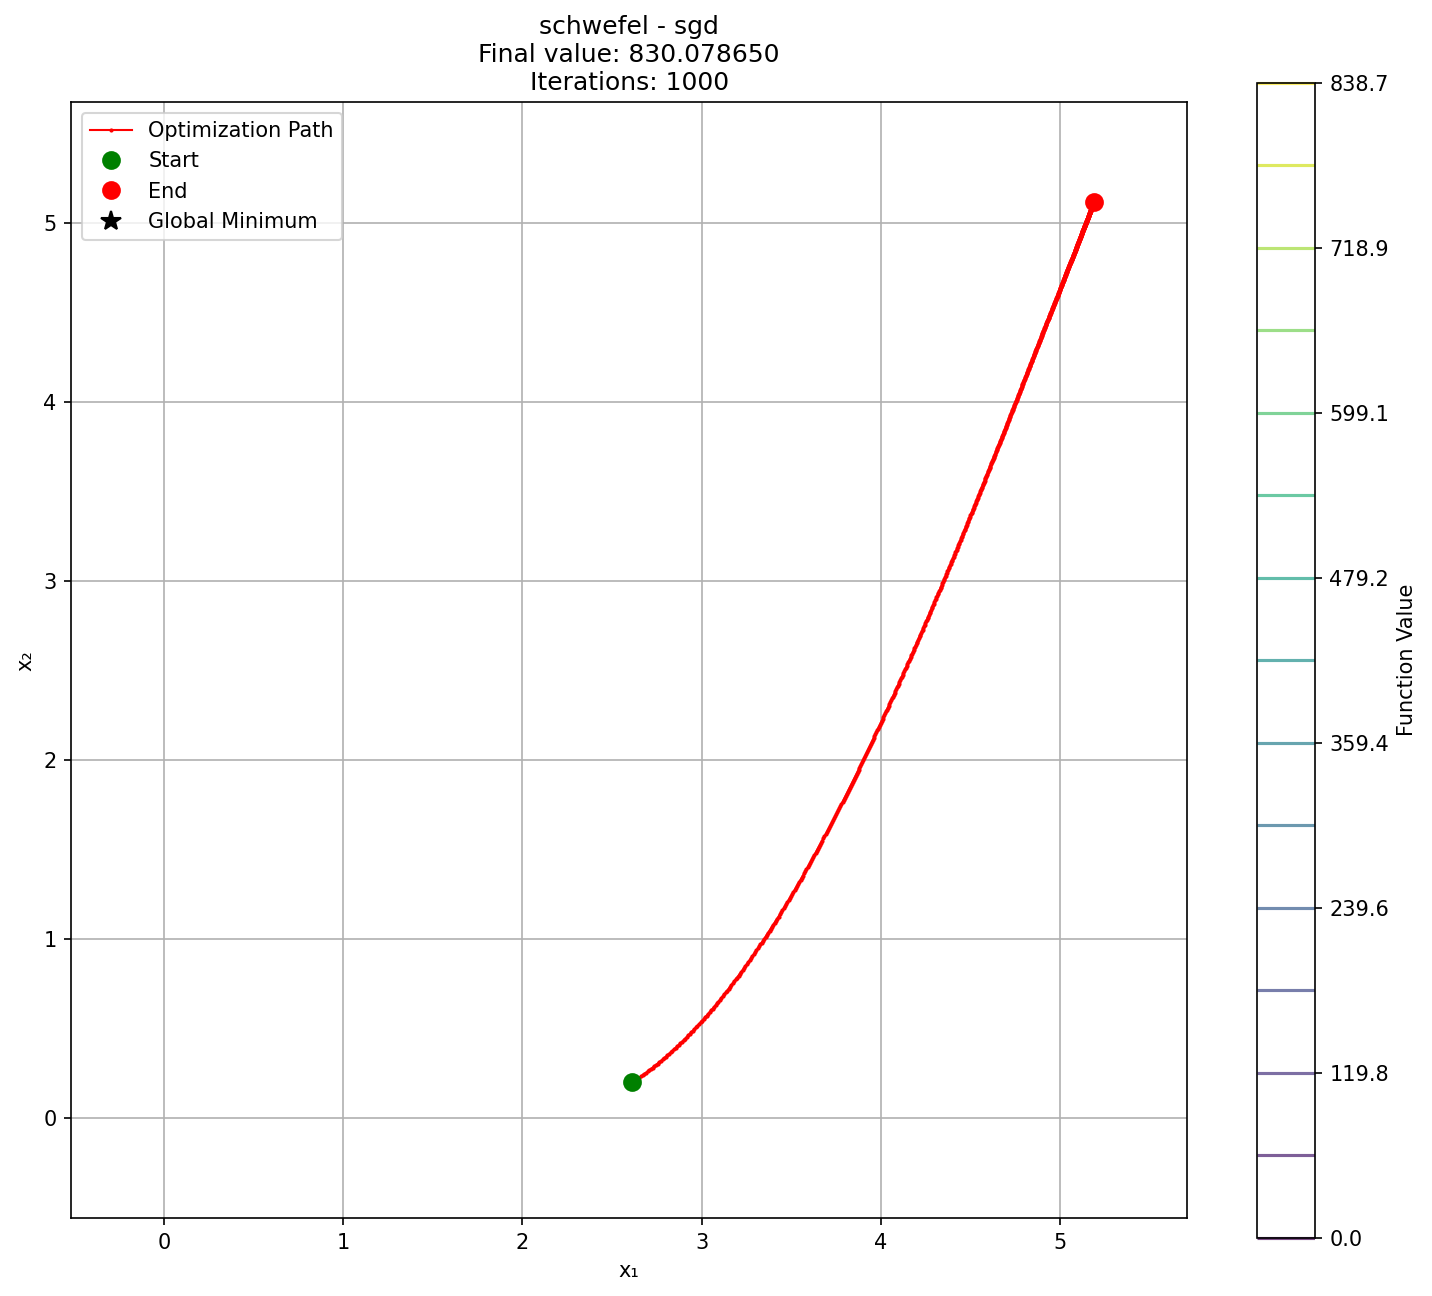 schwefel - sgd
Final value: 830.078650
Iterations: 1000
Optimization Path
Start
End
Global Minimum
5
4
3
2
1
0
x₂
0
1
2
3
4
5
x₁
838.7
718.9
599.1
479.2
359.4
239.6
119.8
0.0
Function Value